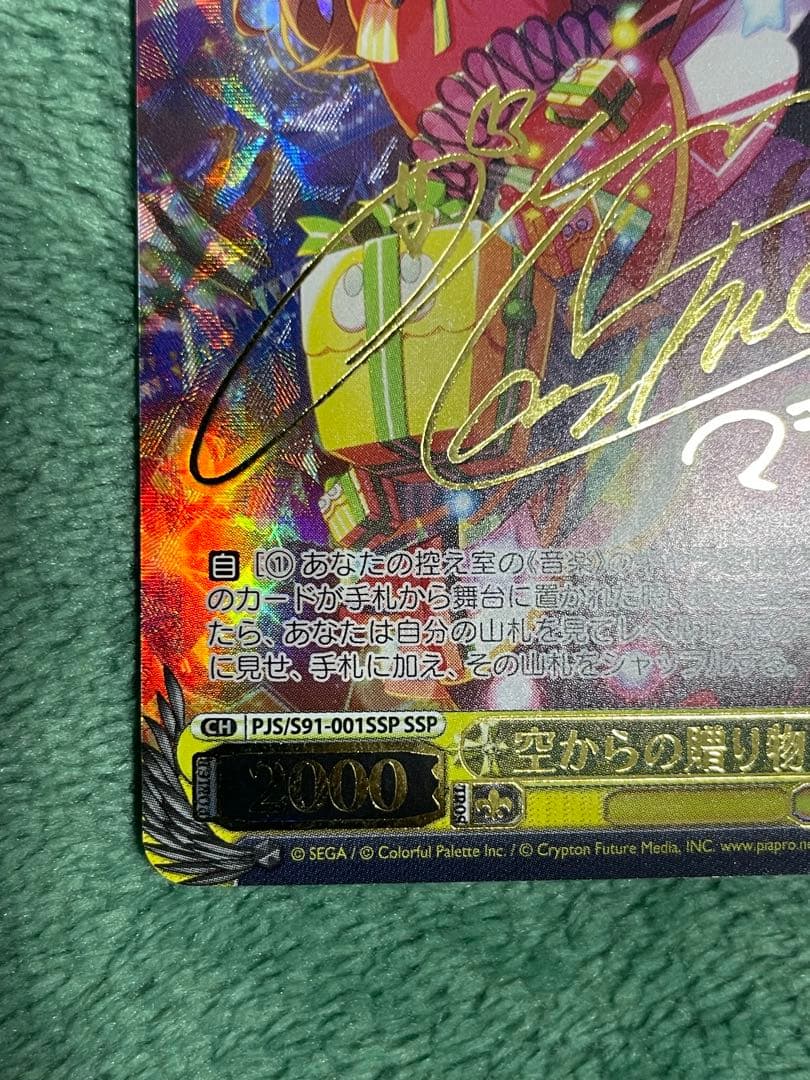 自 [① あなたの控え室の《音楽》の
のカードが手札から舞台に置かれた
たら、あなたは自分の山札を見てレベル
に見せ、手札に加え、その山札をシャッフルする。
CH PJS/S91-001SSP SSP
空からの贈り物
POWER 2000 SOUL
© SEGA / © Colorful Palette Inc. / © Crypton Future Media, INC. www.piapro.ne